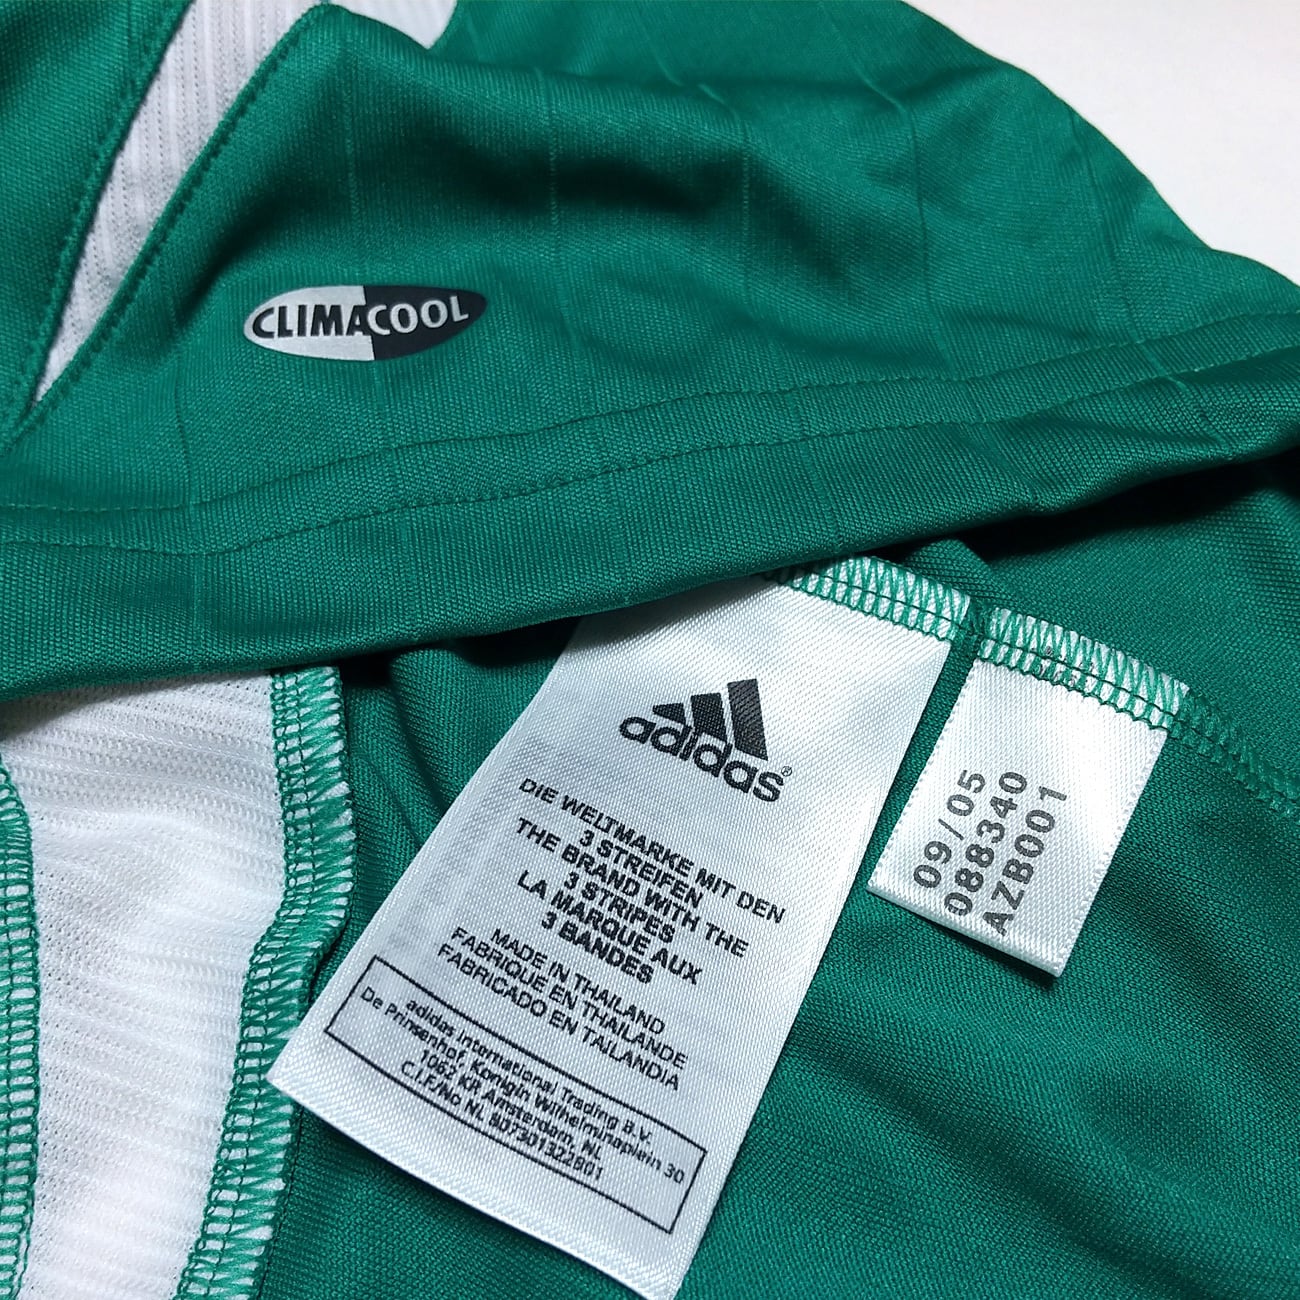 CLIMACOOL
adidas®
DIE WELTMARKE MIT DEN
3 STREIFEN
THE BRAND WITH THE
3 STRIPES
LA MARQUE AUX
3 BANDES
MADE IN THAILAND
FABRIQUE EN THAILANDE
FABRICADO EN TAILANDIA
adidas International Trading B.V.
De Prinsenhof, Konigin Wilhelminaplein 30
1062 KR Amsterdam, NL
C.I.F/No NL 807301322B01
09/05
088340
AZB001